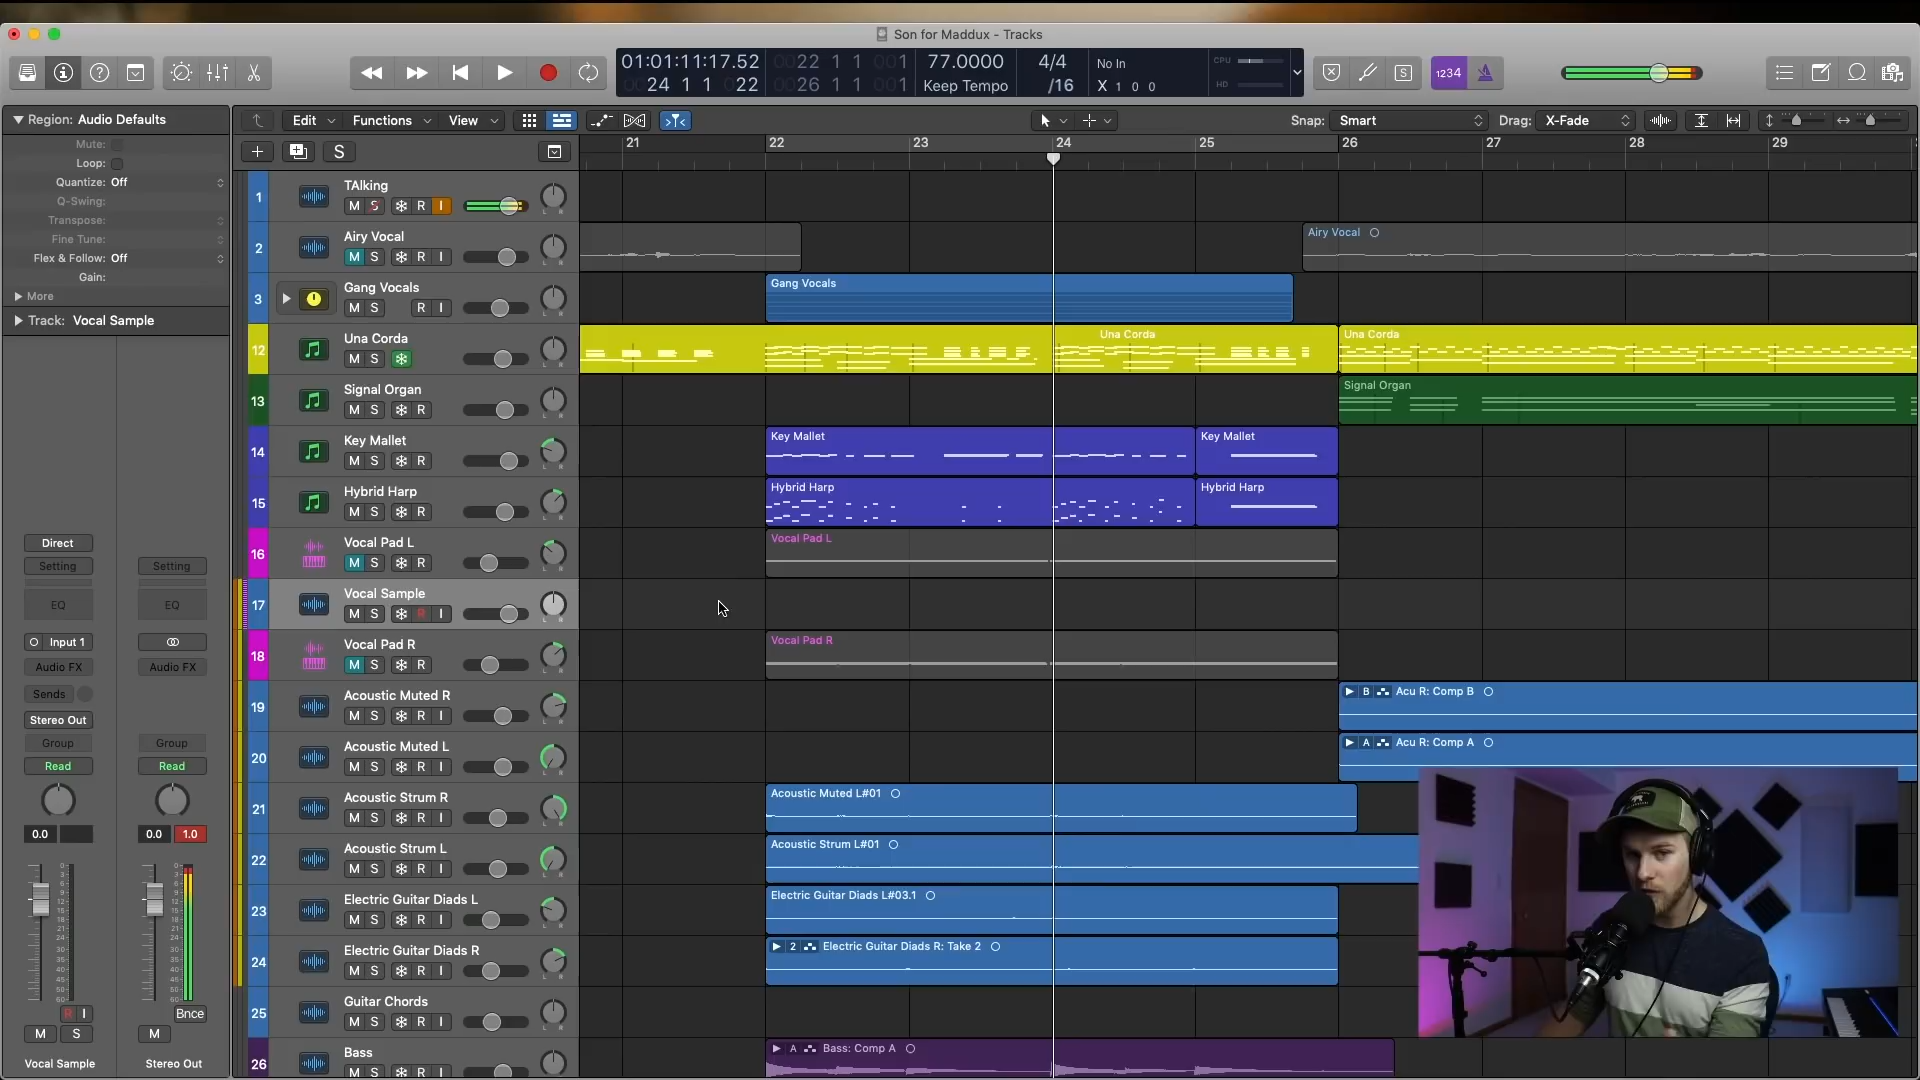 Son for Maddux - Tracks
01:01:11:17.52
24 1 1 022
0022 1 1 001
0026 1 1 001
77.0000
Keep Tempo
4/4
/16
No In
X 1 0 0
CPU
HD
S
1234
Region: Audio Defaults
Mute:
Loop:
Quantize: Off
Q-Swing:
Transpose:
Fine Tune:
Flex & Follow: Off
Gain:
More
Track: Vocal Sample
Edit
Functions
View
Snap: Smart
Drag: X-Fade
S
21 22 23 24 25 26 27 28 29
1 TAlking
M S R I
2 Airy Vocal
M S R I
Airy Vocal
3 Gang Vocals
M S R I
Gang Vocals
12 Una Corda
M S
Una Corda
Una Corda
13 Signal Organ
M S R
Signal Organ
14 Key Mallet
M S R
Key Mallet
Key Mallet
15 Hybrid Harp
M S R
Hybrid Harp
Hybrid Harp
16 Vocal Pad L
M S R
Vocal Pad L
17 Vocal Sample
M S R I
18 Vocal Pad R
M S R
Vocal Pad R
19 Acoustic Muted R
M S R I
B Acu R: Comp B
20 Acoustic Muted L
M S R I
A Acu R: Comp A
21 Acoustic Strum R
M S R I
Acoustic Muted L#01
22 Acoustic Strum L
M S R I
Acoustic Strum L#01
23 Electric Guitar Diads L
M S R I
Electric Guitar Diads L#03.1
24 Electric Guitar Diads R
M S R I
2 Electric Guitar Diads R: Take 2
25 Guitar Chords
M S R I
26 Bass
M S R I
A Bass: Comp A
Direct
Setting
Setting
EQ
EQ
Input 1
Audio FX
Audio FX
Sends
Stereo Out
Group
Group
Read
Read
0.0
0.0 1.0
R I
Bnce
M S
M
Vocal Sample
Stereo Out